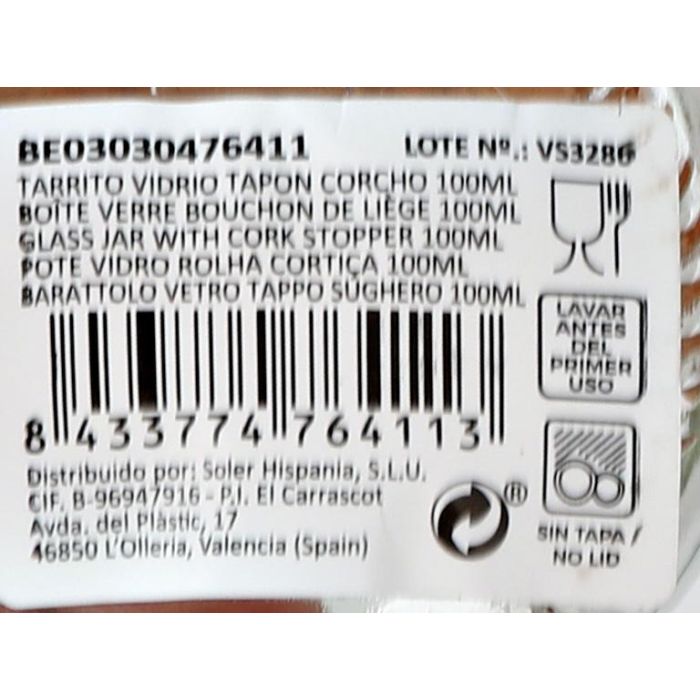 BE03030476411 LOTE Nº.: VS3286
TARRITO VIDRIO TAPON CORCHO 100ML
BOÎTE VERRE BOUCHON DE LIÈGE 100ML
GLASS JAR WITH CORK STOPPER 100ML
POTE VIDRO ROLHA CORTIÇA 100ML
BARATTOLO VETRO TAPPO SUGHERO 100ML
LAVAR
ANTES
DEL
PRIMER
USO
8 433774 764113
Distribuido por: Soler Hispania, S.L.U.
CIF. B-96947916 - P.I. El Carrascot
Avda. del Plàstic, 17
46850 L'Olleria, Valencia (Spain)
®
SIN TAPA /
NO LID